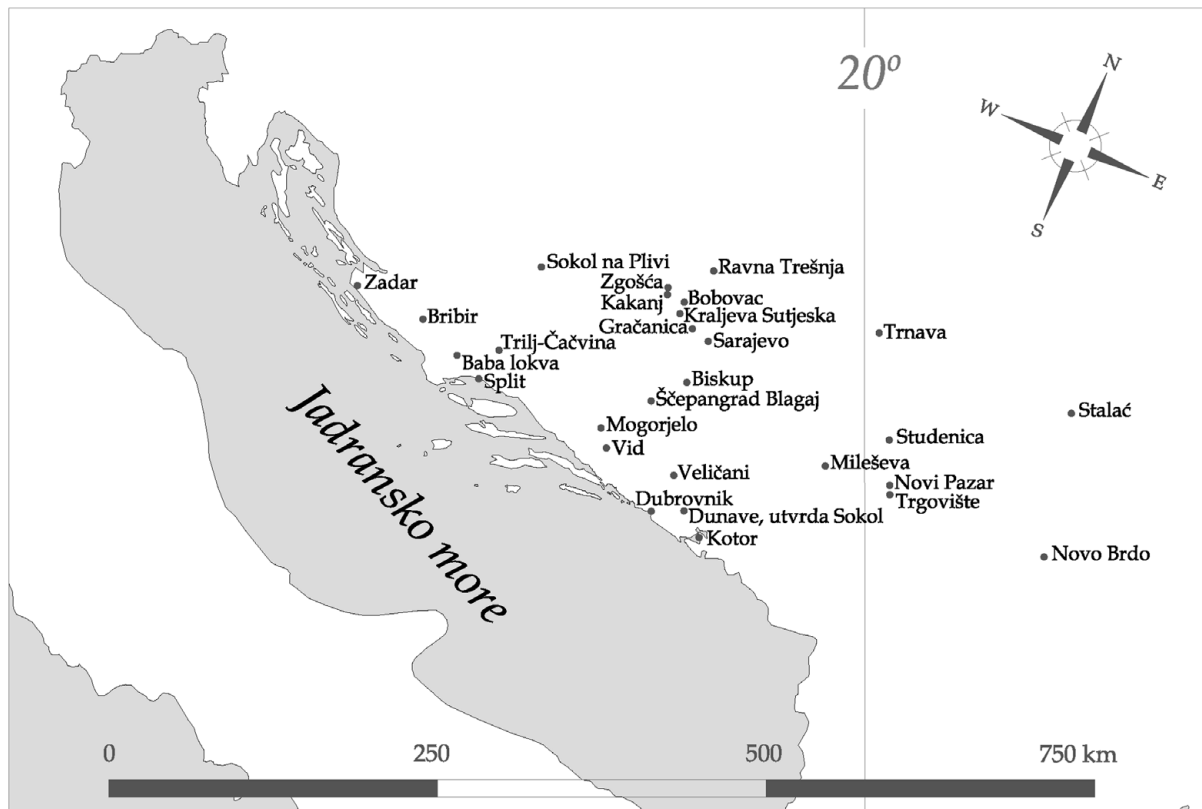 20º
N
W
E
S
Sokol na Plivi
Ravna Trešnja
Zgošća
Zadar
Kakanj
Bobovac
Bribir
Kraljeva Sutjeska
Gračanica
Trnava
Trilj-Čačvina
Sarajevo
Baba lokva
Split
Biskup
Ščepangrad Blagaj
Stalać
Jadransko more
Mogorjelo
Studenica
Vid
Mileševa
Veličani
Novi Pazar
Trgovište
Dubrovnik
Dunave, utvrda Sokol
Kotor
Novo Brdo
0
250
500
750 km